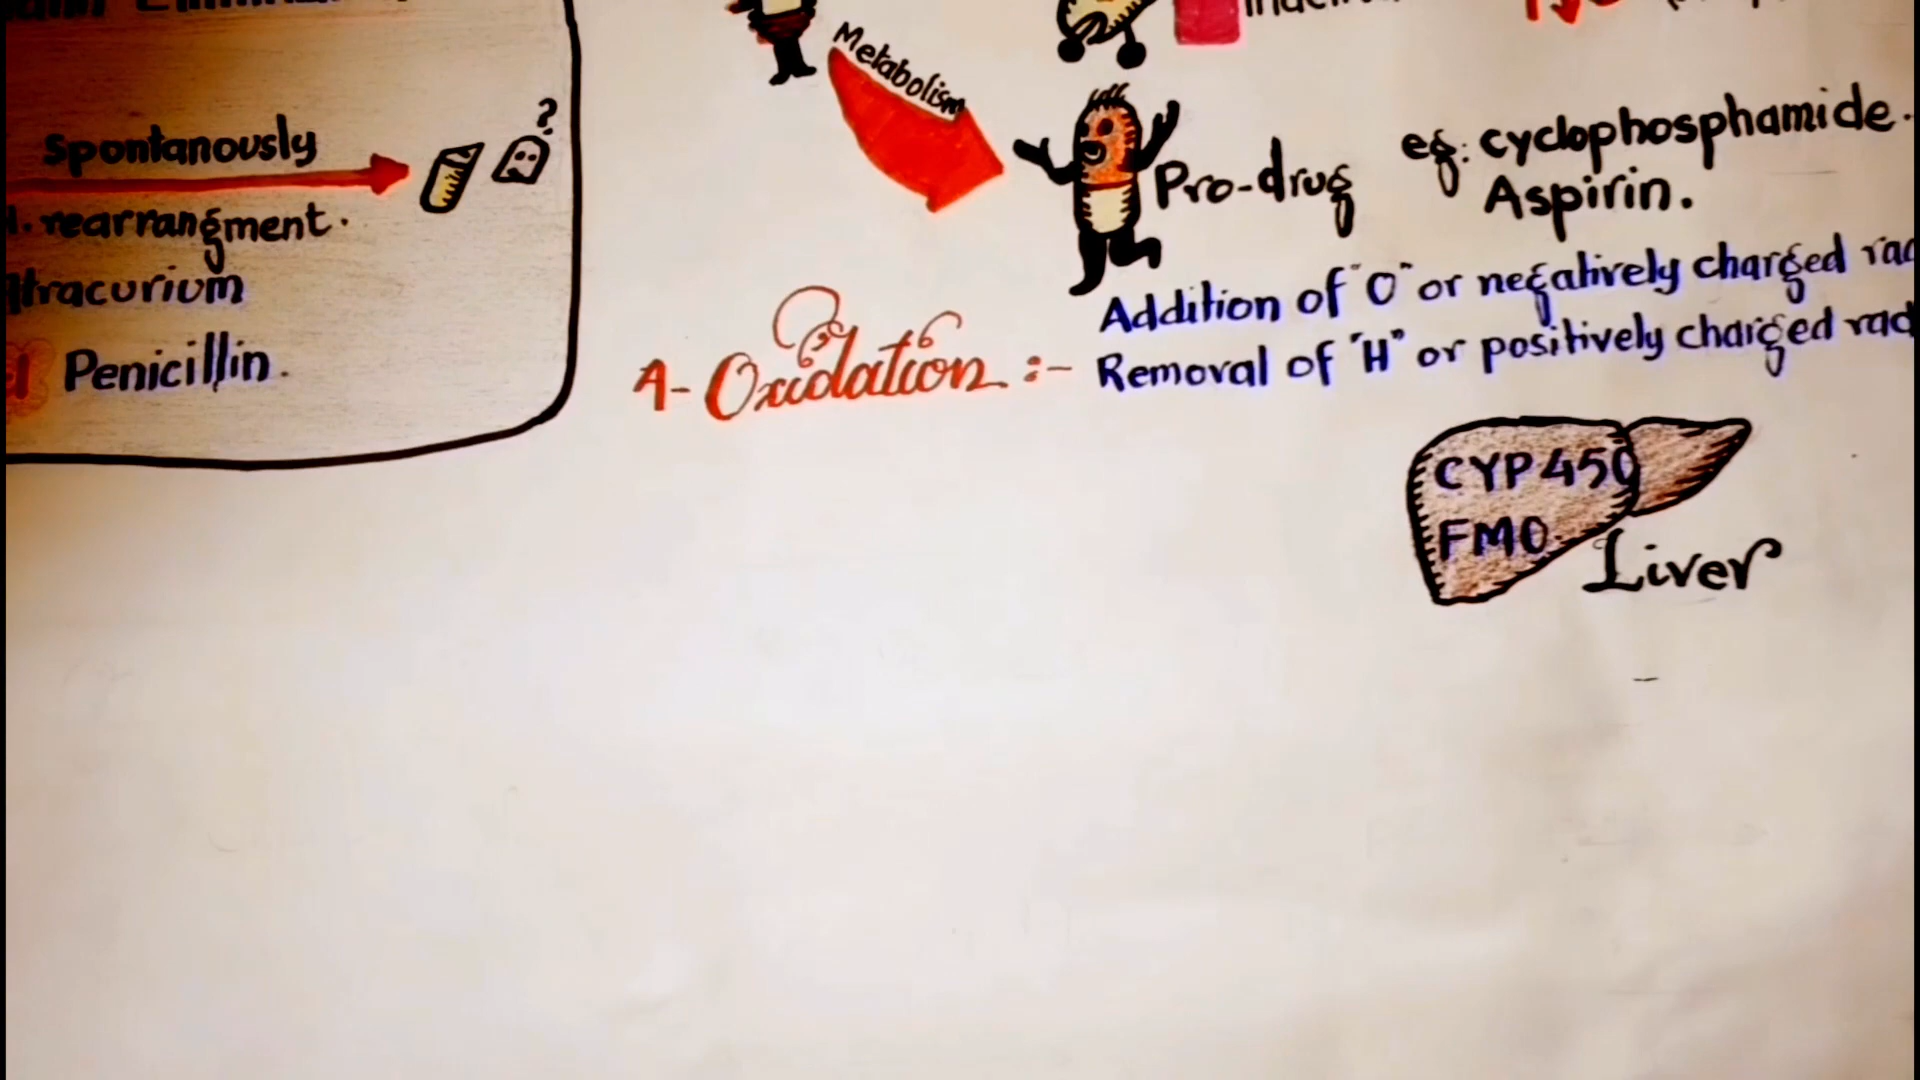 Spontanously
rearrangment.
tracurium
Penicillin.
Metabolism
Pro-drug
eg: cyclophosphamide.
Aspirin.
A- Oxidation :-
Addition of "O" or negatively charged
Removal of "H" or positively charged
CYP450
FMO
Liver
?